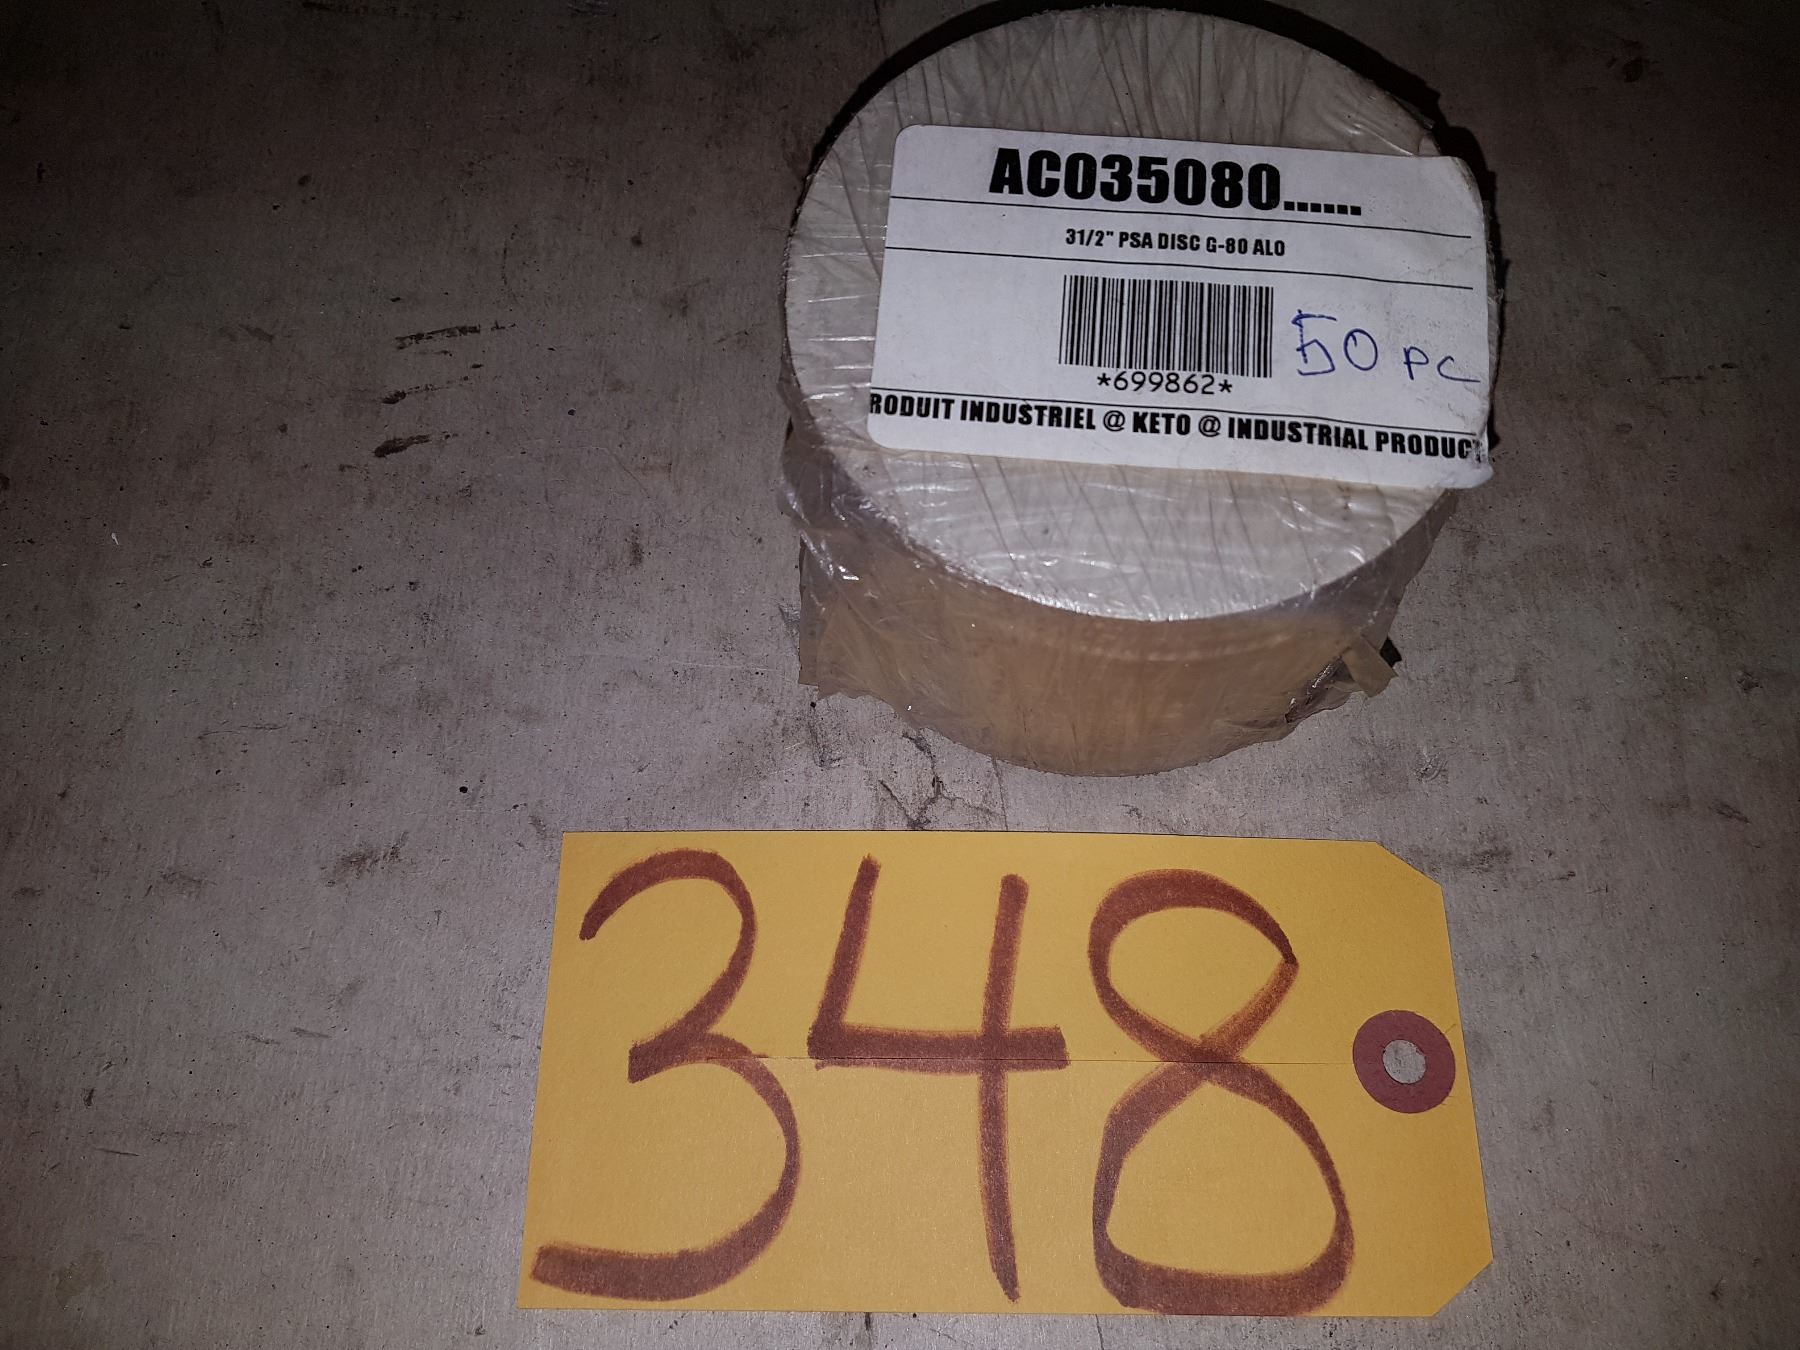 AC035080......
31/2" PSA DISC G-80 ALO
50 PC
*699862*
RODUIT INDUSTRIEL @ KETO @ INDUSTRIAL PRODUCT
348